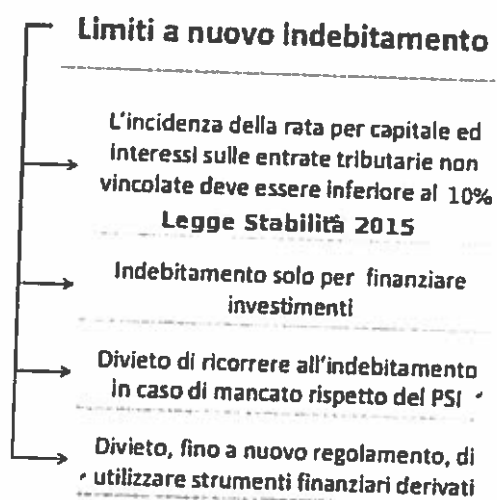 Limiti a nuovo indebitamento
L'incidenza della rata per capitale ed
interessi sulle entrate tributarie non
vincolate deve essere inferiore al 10%
Legge Stabilità 2015
Indebitamento solo per finanziare
investimenti
Divieto di ricorrere all'indebitamento
in caso di mancato rispetto del PSI
Divieto, fino a nuovo regolamento, di
utilizzare strumenti finanziari derivati